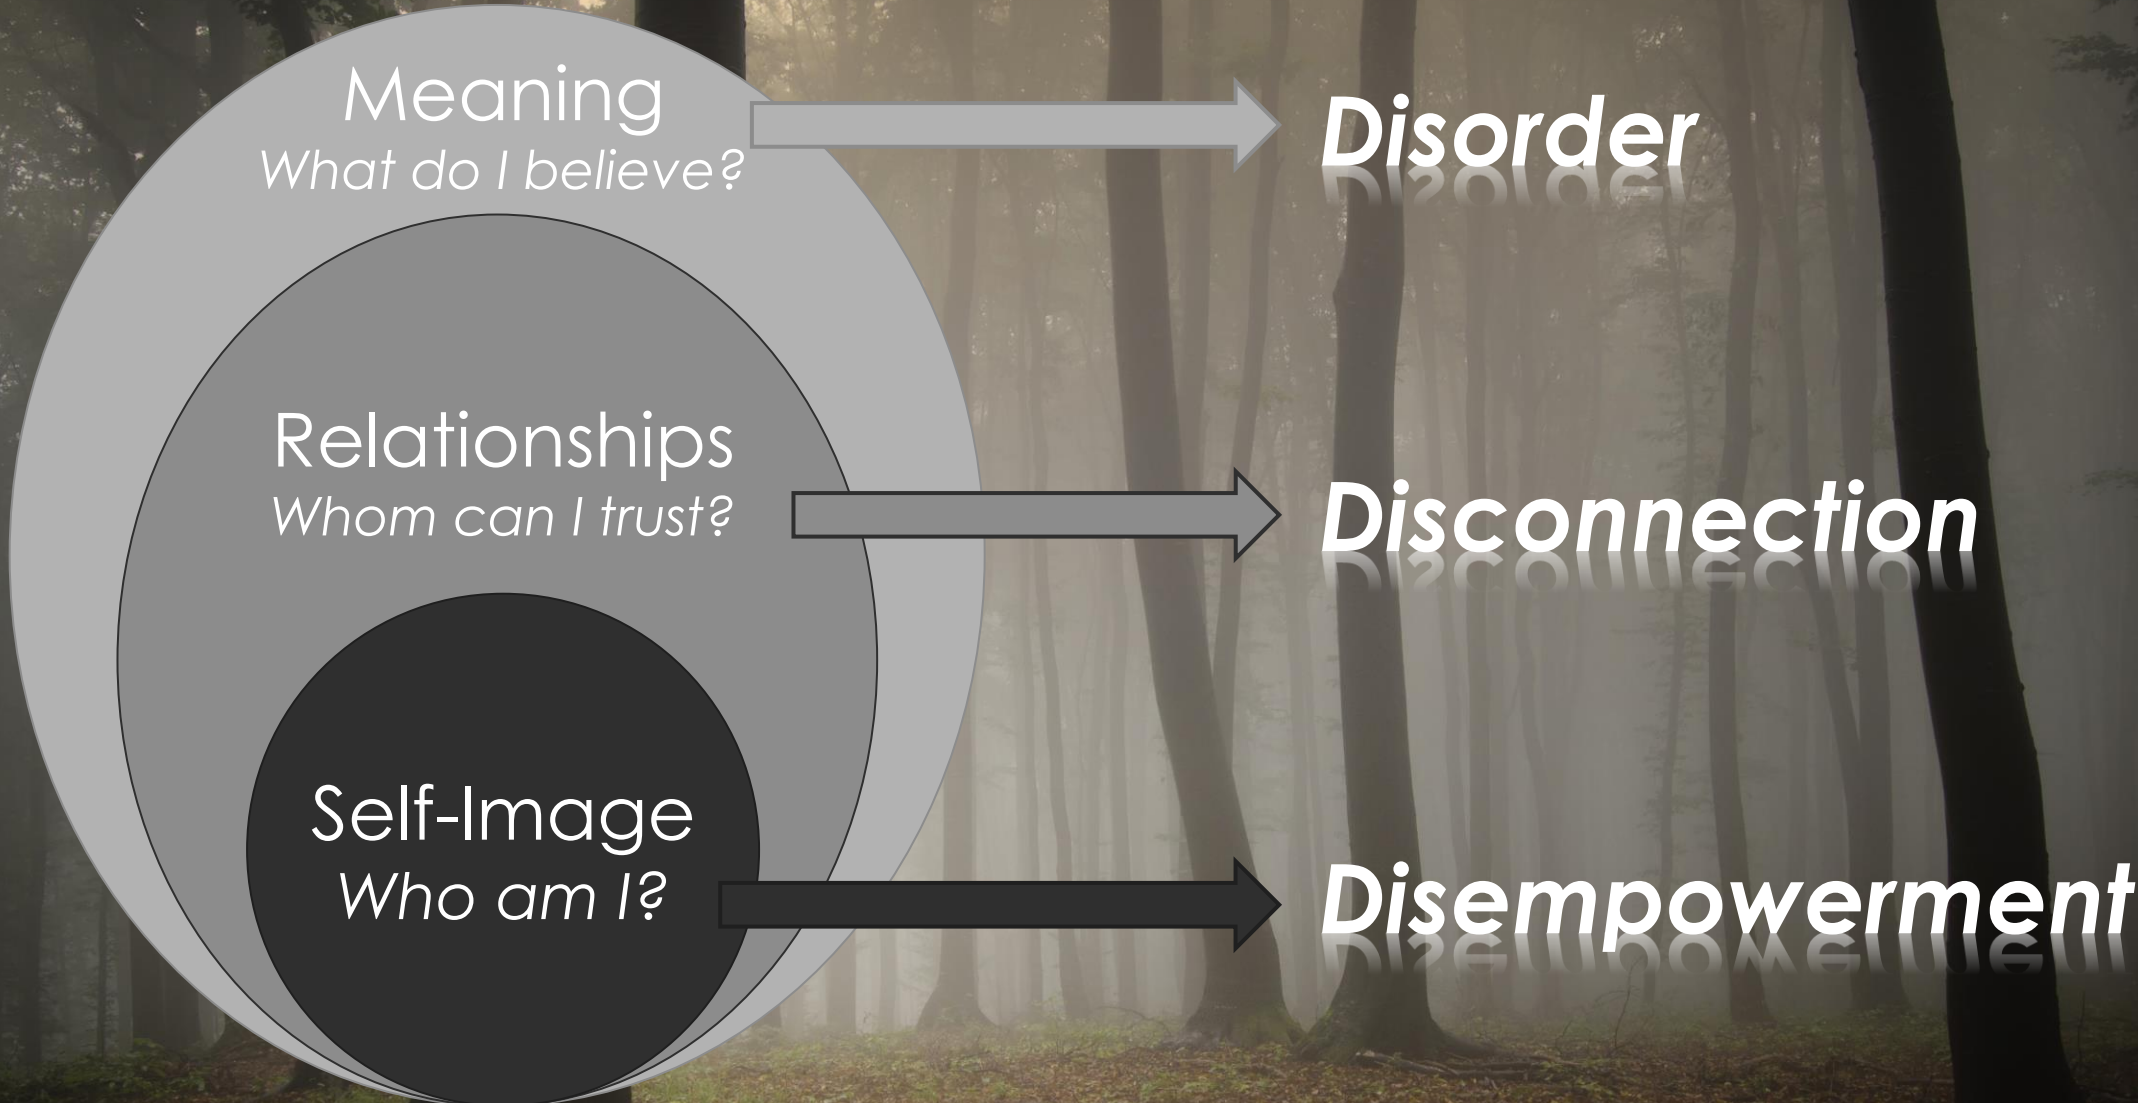 Meaning
What do I believe?
Disorder
Relationships
Whom can I trust?
Disconnection
Self-Image
Who am I?
Disempowerment